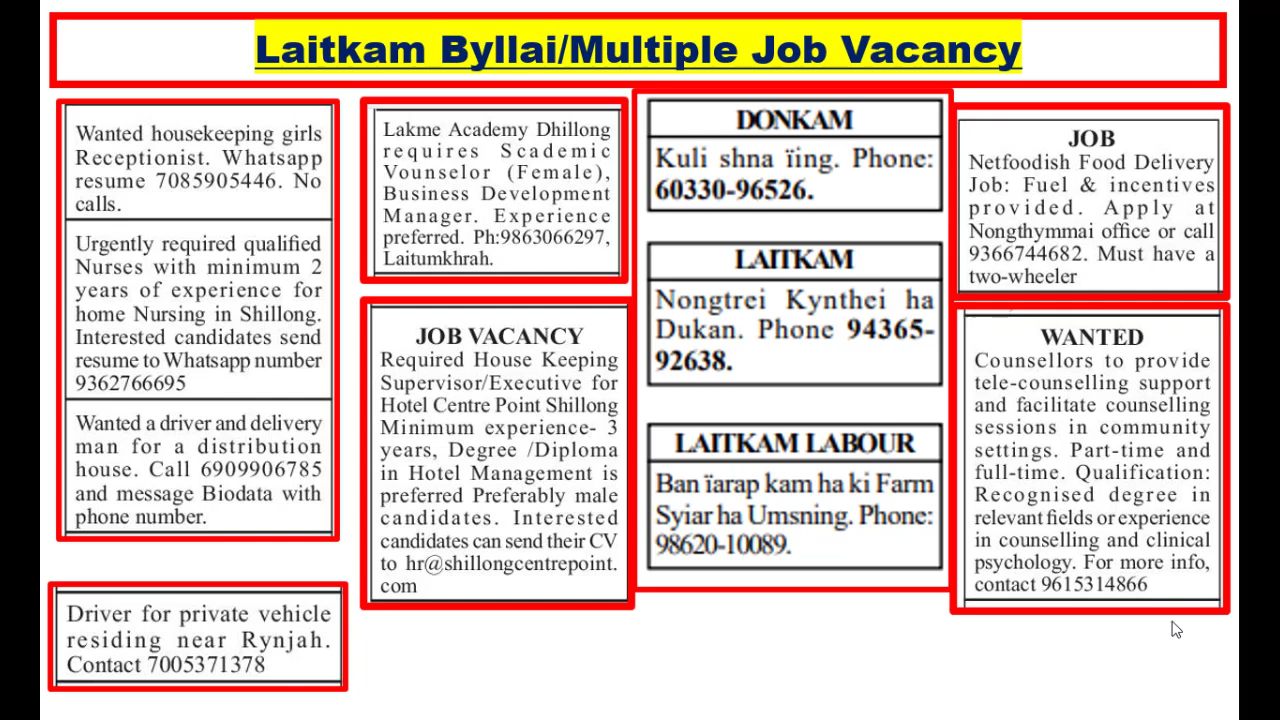 Laitkam Byllai/Multiple Job Vacancy
Wanted housekeeping girls
Receptionist. Whatsapp
resume 7085905446. No
calls.
Urgently required qualified
Nurses with minimum 2
years of experience for
home Nursing in Shillong.
Interested candidates send
resume to Whatsapp number
9362766695
Wanted a driver and delivery
man for a distribution
house. Call 6909906785
and message Biodata with
phone number.
Driver for private vehicle
residing near Rynjah.
Contact 7005371378
Lakme Academy Dhillong
requires Scademic
Vounselor (Female),
Business Development
Manager. Experience
preferred. Ph:9863066297,
Laitumkhrah.
JOB VACANCY
Required House Keeping
Supervisor/Executive for
Hotel Centre Point Shillong
Minimum experience- 3
years, Degree /Diploma
in Hotel Management is
preferred Preferably male
candidates. Interested
candidates can send their CV
to hr@shillongcentrepoint.
com
DONKAM
Kuli shna ïing. Phone:
60330-96526.
LAITKAM
Nongtrei Kynthei ha
Dukan. Phone 94365-
92638.
LAITKAM LABOUR
Ban ïarap kam ha ki Farm
Syiar ha Umsning. Phone:
98620-10089.
JOB
Netfoodish Food Delivery
Job: Fuel & incentives
provided. Apply at
Nongthymmai office or call
9366744682. Must have a
two-wheeler
WANTED
Counsellors to provide
tele-counselling support
and facilitate counselling
sessions in community
settings. Part-time and
full-time. Qualification:
Recognised degree in
relevant fields or experience
in counselling and clinical
psychology. For more info,
contact 9615314866